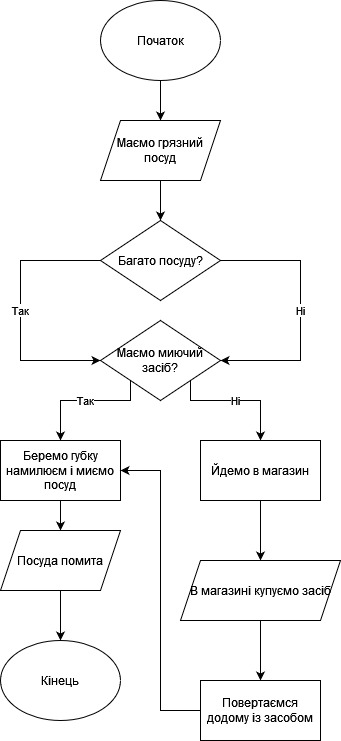 Початок
Маємо грязний
посуд
Багато посуду?
Так
Ні
Маємо миючий
засіб?
Так
Ні
Беремо губку
намилюєм і миємо
посуд
Йдемо в магазин
Посуда помита
В магазині купуємо засіб
Кінець
Повертаємся
додому із засобом